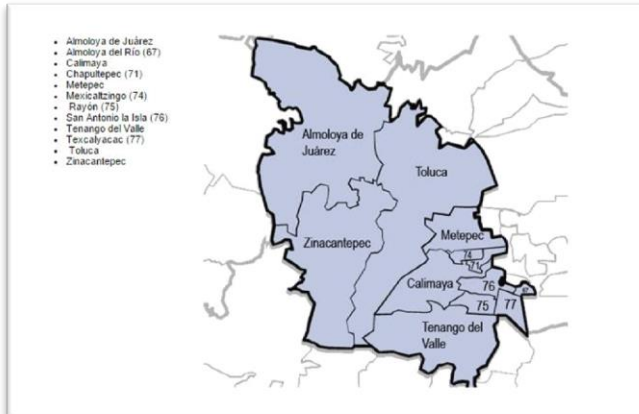 Almoloya de Juárez
Almoloya del Río (67)
Calimaya
Chapultepec (71)
Metepec
Mexicaltzingo (74)
Rayón (75)
San Antonio la Isla (76)
Tenango del Valle
Texcalyacac (77)
Toluca
Zinacantepec
Almoloya de
Juárez
Toluca
Zinacantepec
Metepec
74
71
Calimaya
76
67
75
77
Tenango del
Valle